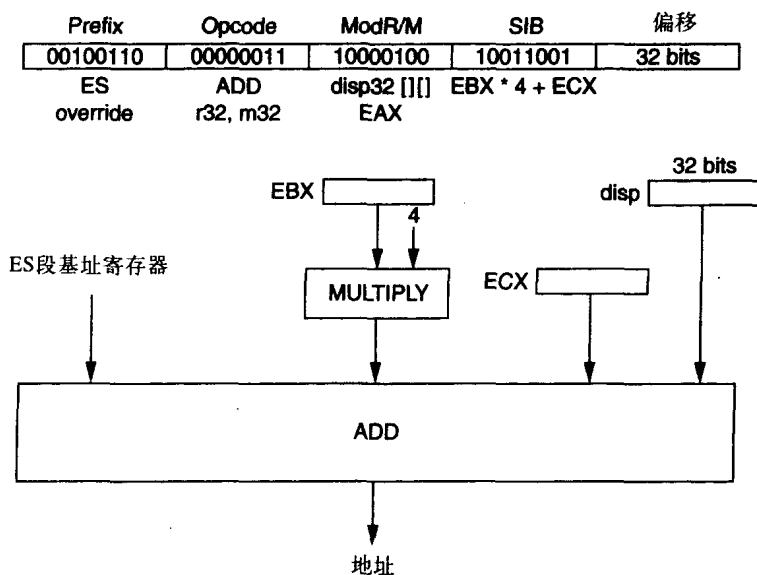 Prefix Opcode ModR/M SIB 偏移
00100110 00000011 10000100 10011001 32 bits
ES ADD disp32 [][] EBX * 4 + ECX
override r32, m32 EAX
32 bits
EBX disp
4
ES段基址寄存器
MULTIPLY ECX
ADD
地址